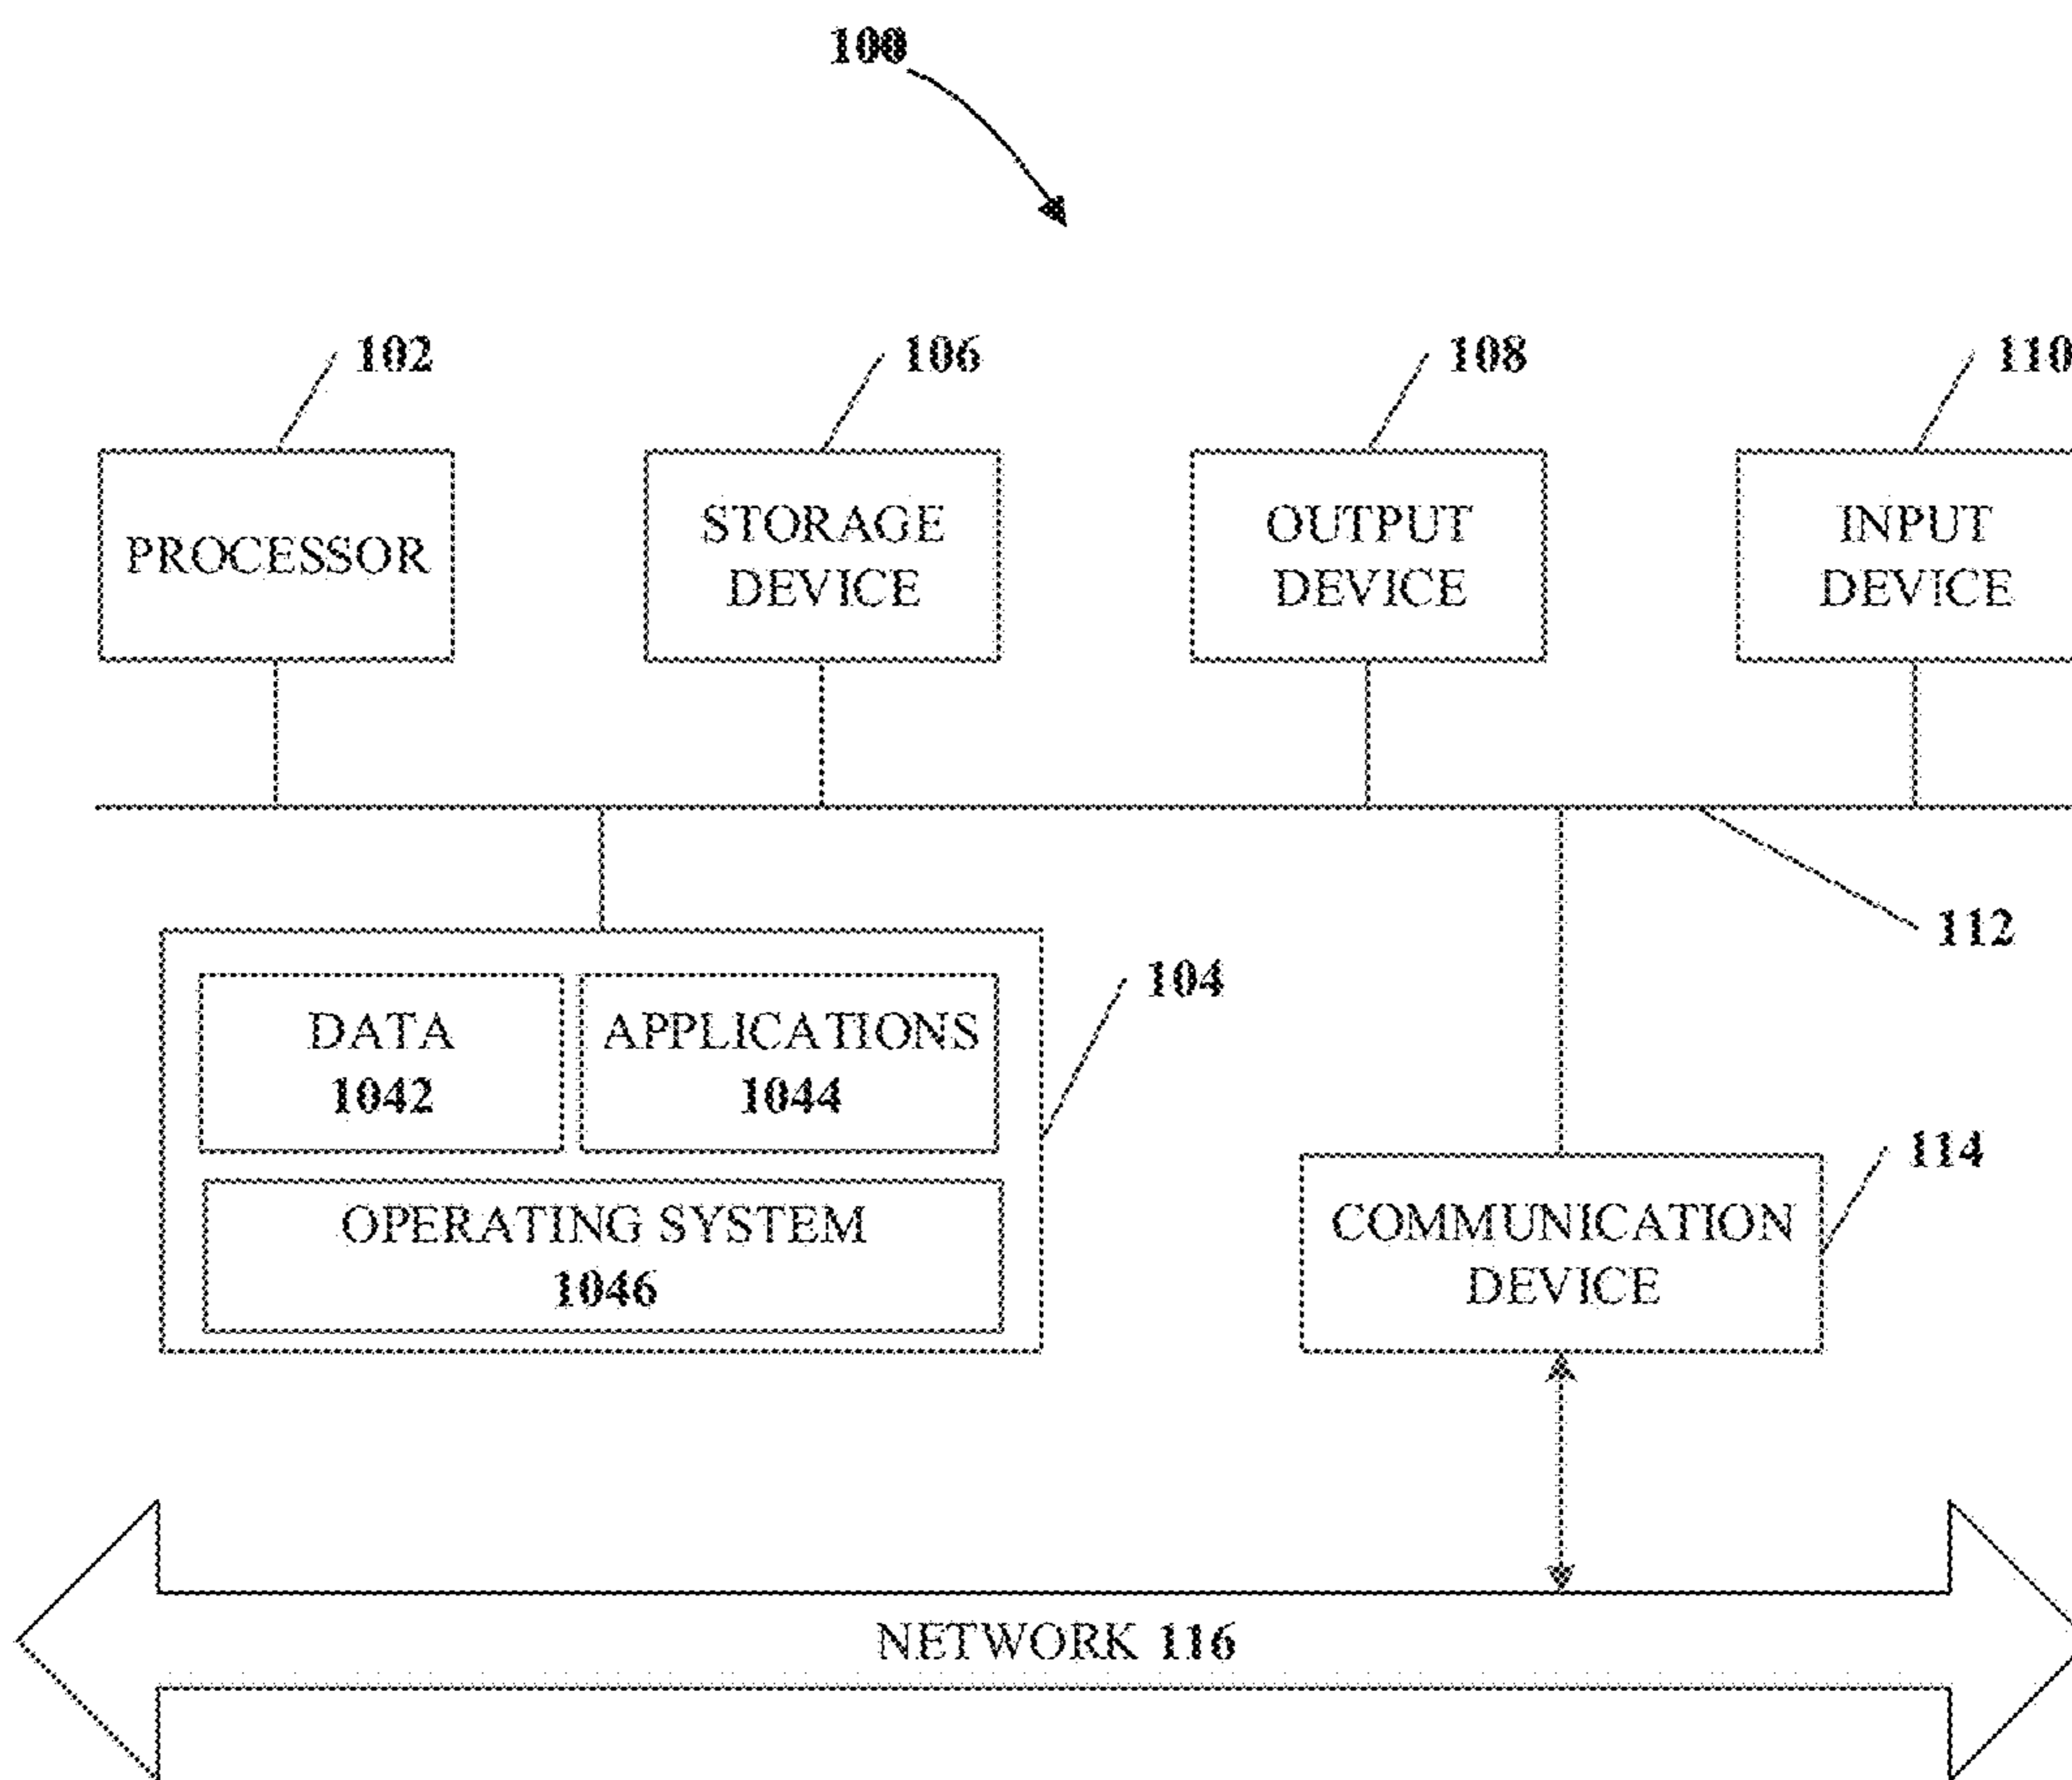 100
102
106
108
110
PROCESSOR
STORAGE
DEVICE
OUTPUT
DEVICE
INPUT
DEVICE
112
104
DATA
1042
APPLICATIONS
1044
OPERATING SYSTEM
1046
114
COMMUNICATION
DEVICE
NETWORK 116